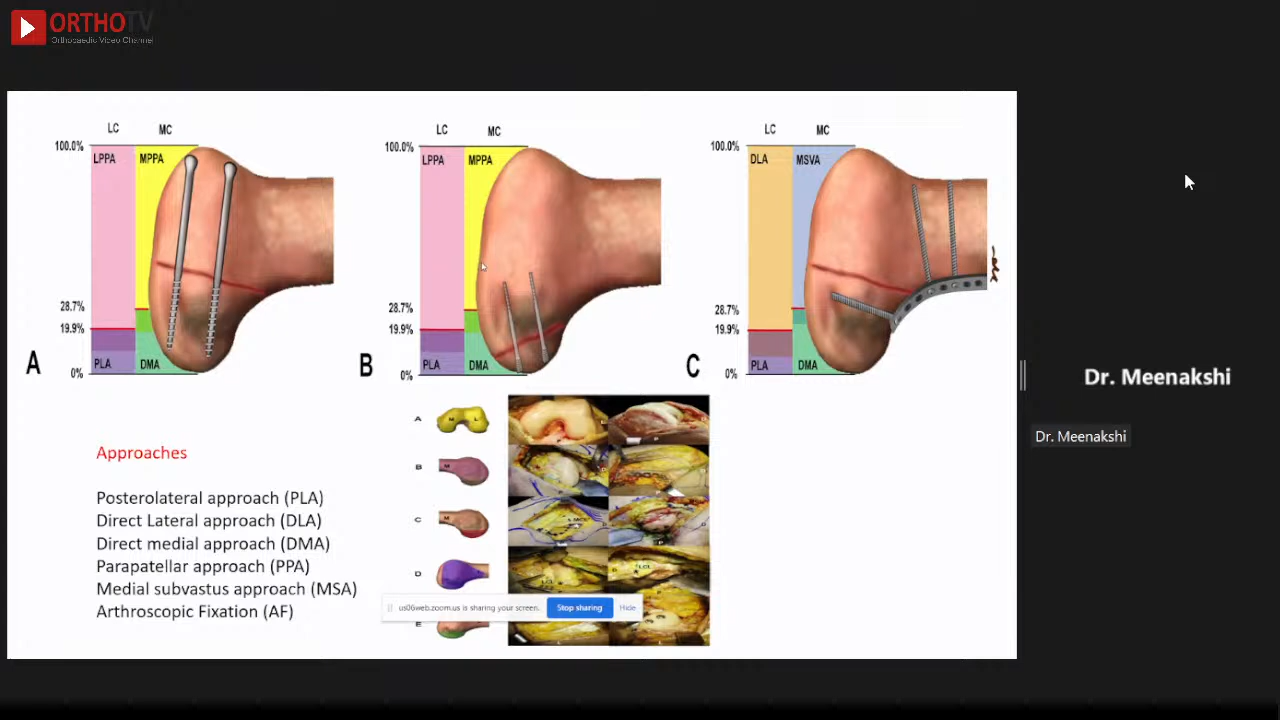 ORTHOTV
Orthopaedic Video Channel
LC MC
100.0%
LPPA MPPA
28.7%
19.9%
PLA DMA
0%
A
LC MC
100.0%
LPPA MPPA
28.7%
19.9%
PLA DMA
0%
B
LC MC
100.0%
DLA MSVA
28.7%
19.9%
PLA DMA
0%
C
Approaches
Posterolateral approach (PLA)
Direct Lateral approach (DLA)
Direct medial approach (DMA)
Parapatellar approach (PPA)
Medial subvastus approach (MSA)
Arthroscopic Fixation (AF)
A
M L
B
M
C
M
D
E
us06web.zoom.us is sharing your screen. Stop sharing Hide
Dr. Meenakshi
Dr. Meenakshi